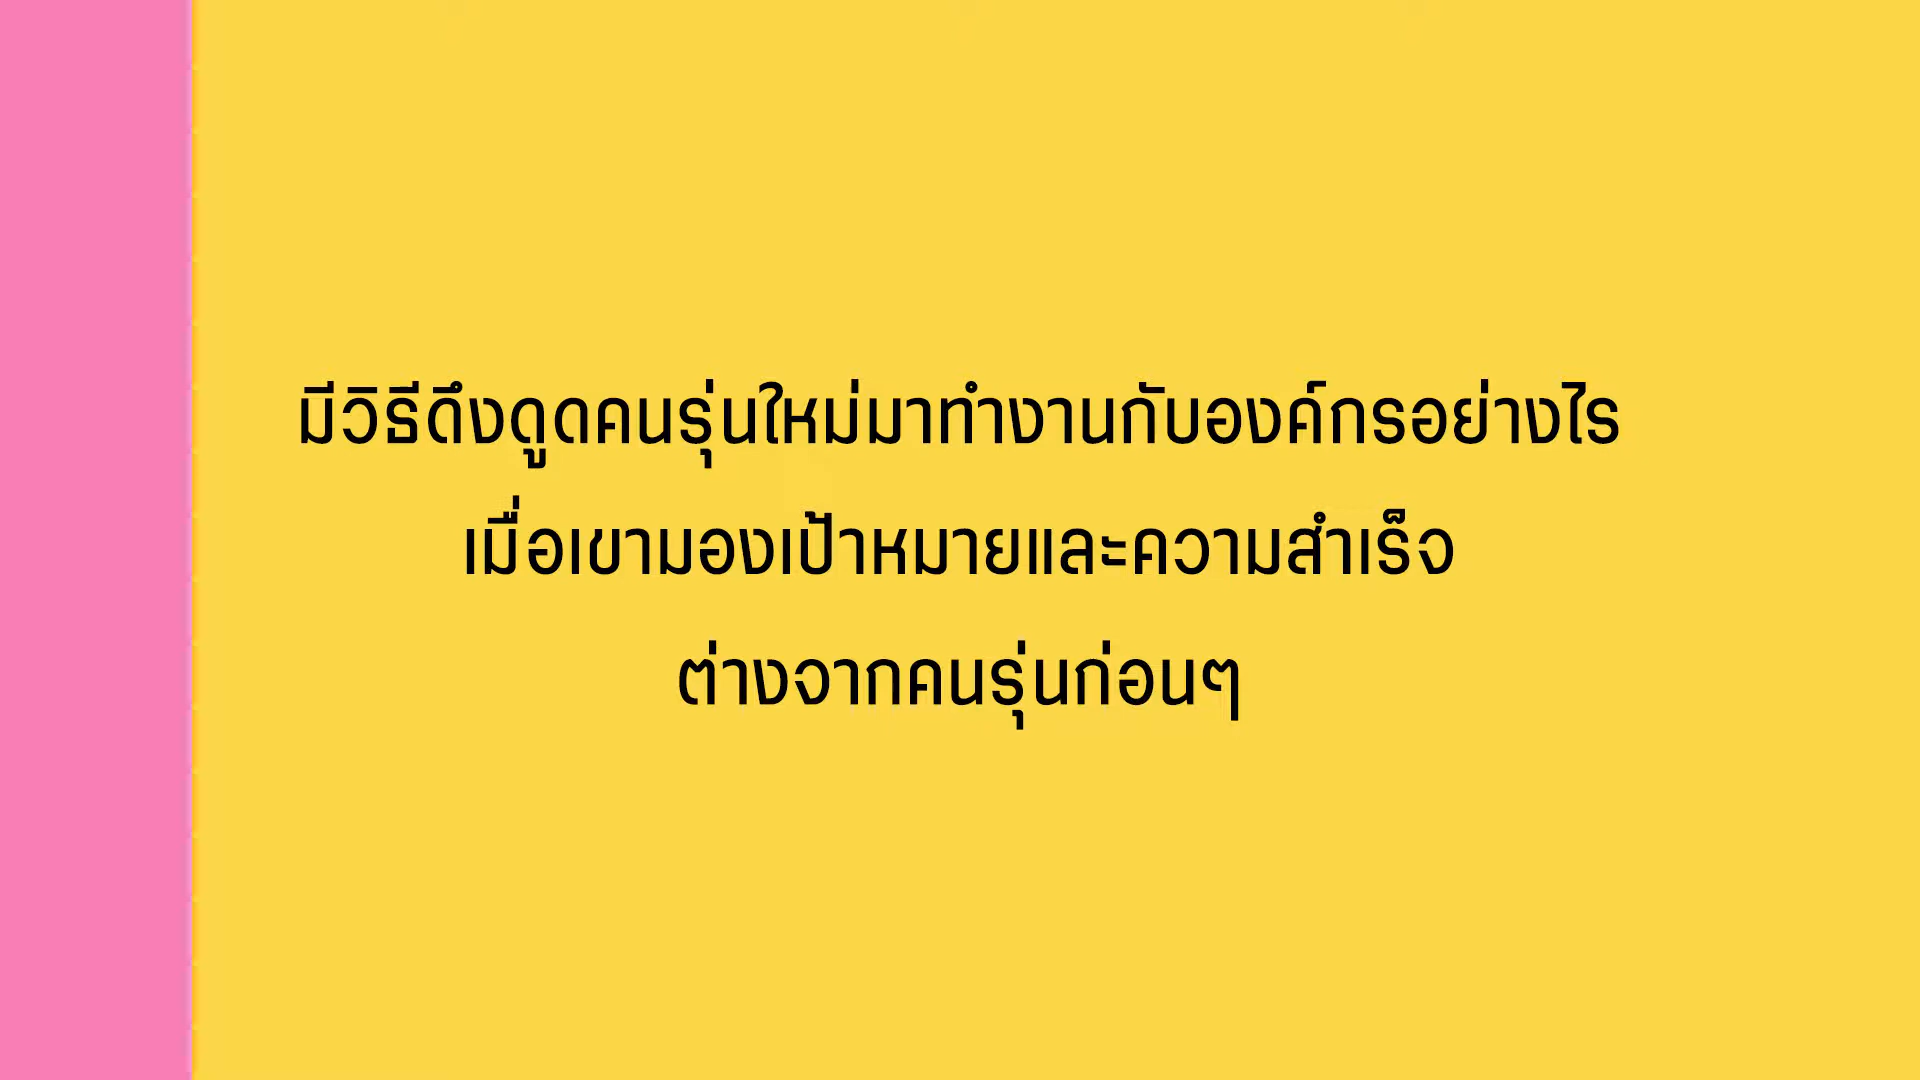 มีวิธีดึงดูดคนรุ่นใหม่มาทำงานกับองค์กรอย่างไร
เมื่อเขามองเป้าหมายและความสำเร็จ
ต่างจากคนรุ่นก่อนๆ